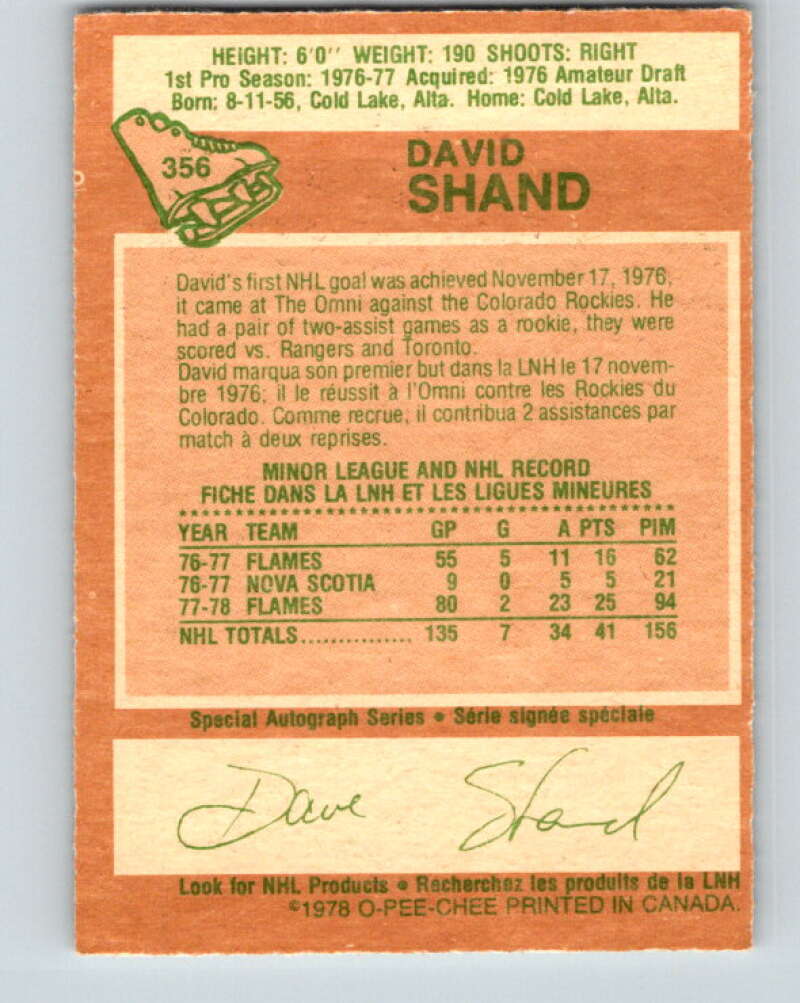 HEIGHT: 6'0'' WEIGHT: 190 SHOOTS: RIGHT
1st Pro Season: 1976-77 Acquired: 1976 Amateur Draft
Born: 8-11-56, Cold Lake, Alta. Home: Cold Lake, Alta.
356
DAVID
SHAND
David's first NHL goal was achieved November 17, 1976,
it came at The Omni against the Colorado Rockies. He
had a pair of two-assist games as a rookie, they were
scored vs. Rangers and Toronto.
David marqua son premier but dans la LNH le 17 novem-
bre 1976; il le réussit à l'Omni contre les Rockies du
Colorado. Comme recrue, il contribua 2 assistances par
match à deux reprises.
MINOR LEAGUE AND NHL RECORD
FICHE DANS LA LNH ET LES LIGUES MINEURES
YEAR TEAM GP G A PTS PIM
76-77 FLAMES 55 5 11 16 62
76-77 NOVA SCOTIA 9 0 5 5 21
77-78 FLAMES 80 2 23 25 94
NHL TOTALS............... 135 7 34 41 156
Special Autograph Series • Série signée spéciale
Dave Shand
Look for NHL Products • Recherchez les produits de la LNH
©1978 O-PEE-CHEE PRINTED IN CANADA.